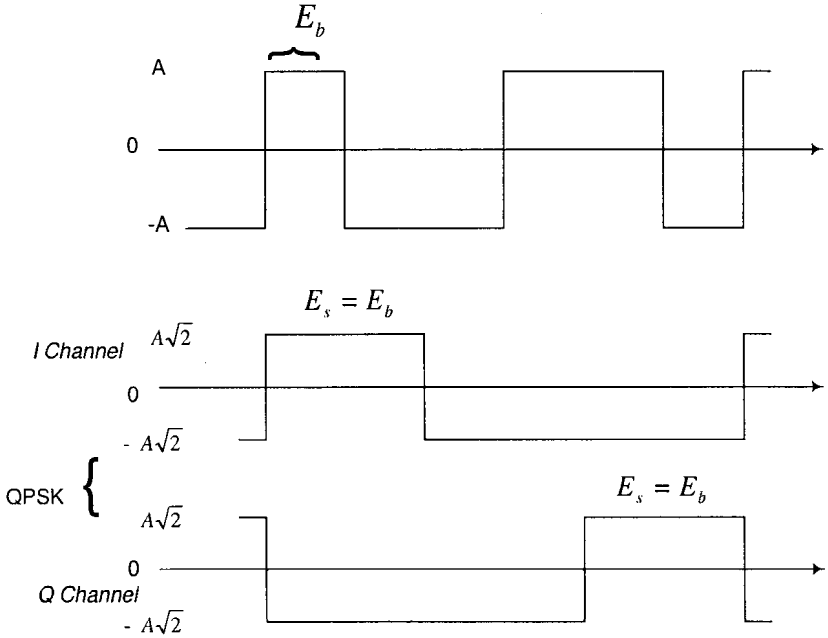 E_b
A
0
-A
E_s = E_b
I Channel
A√2
0
- A√2
QPSK
E_s = E_b
A√2
0
Q Channel
- A√2